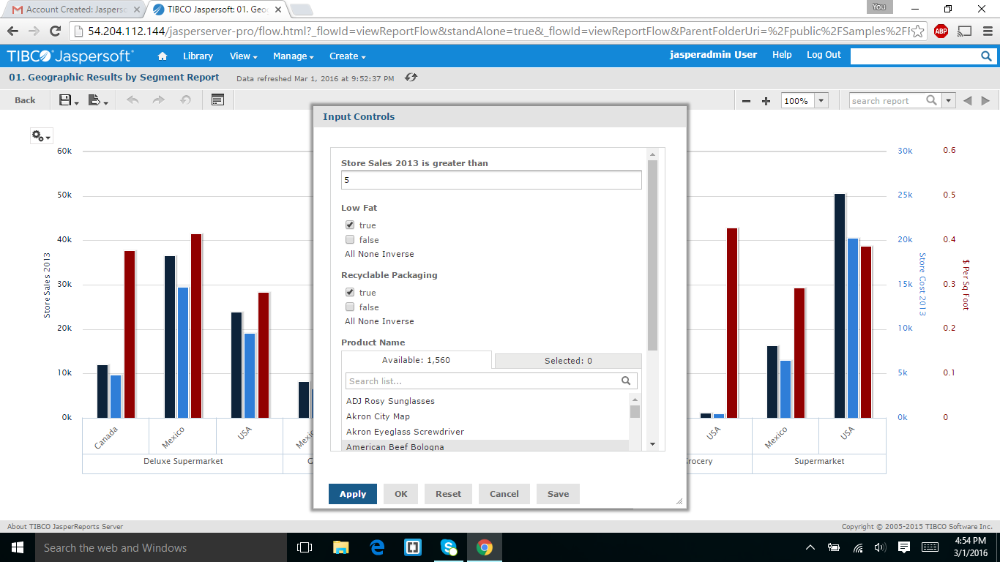 Account Created: Jasperso
TIBCO Jaspersoft: 01. Geog
You
54.204.112.144/jasperserver-pro/flow.html?_flowId=viewReportFlow&standAlone=true&_flowId=viewReportFlow&ParentFolderUri=%2Fpublic%2FSamples%2FR
ABP
TIBCO Jaspersoft
Library
View
Manage
Create
jasperadmin User
Help
Log Out
01. Geographic Results by Segment Report
Data refreshed Mar 1, 2016 at 9:52:37 PM
Back
100%
search report
Input Controls
Store Sales 2013 is greater than
5
Low Fat
true
false
All None Inverse
Recyclable Packaging
true
false
All None Inverse
Product Name
Available: 1,560
Selected: 0
Search list...
ADJ Rosy Sunglasses
Akron City Map
Akron Eyeglass Screwdriver
American Beef Bologna
Apply
OK
Reset
Cancel
Save
60k
50k
40k
30k
20k
10k
0k
Store Sales 2013
30k
25k
20k
15k
10k
5k
0k
Store Cost 2013
0.6
0.5
0.4
0.3
0.2
0.1
0
$ Per Sq Foot
Canada
Mexico
USA
Mexic
USA
Mexico
USA
Deluxe Supermarket
G
rocery
Supermarket
About TIBCO JasperReports Server
Copyright © 2005-2015 TIBCO Software Inc.
Search the web and Windows
4:54 PM
3/1/2016